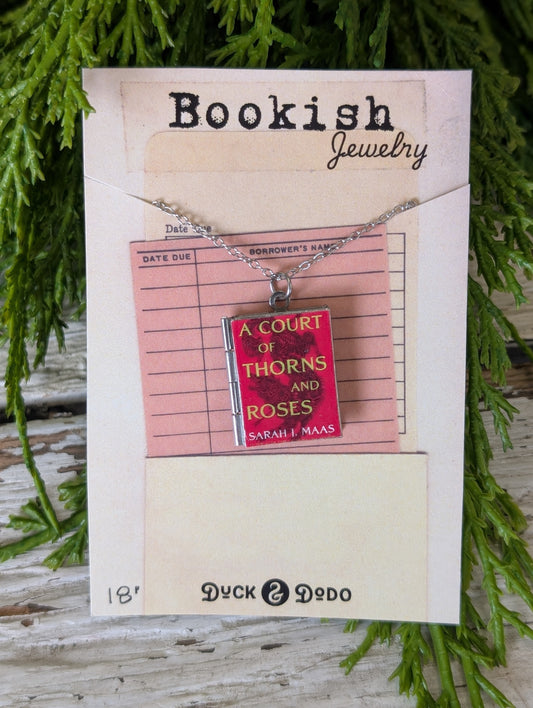 Bookish
Jewelry
Date
DATE DUE
BORROWER'S NAME
A COURT
OF
THORNS
AND
ROSES
SARAH J. MAAS
18"
DUCK & DODO